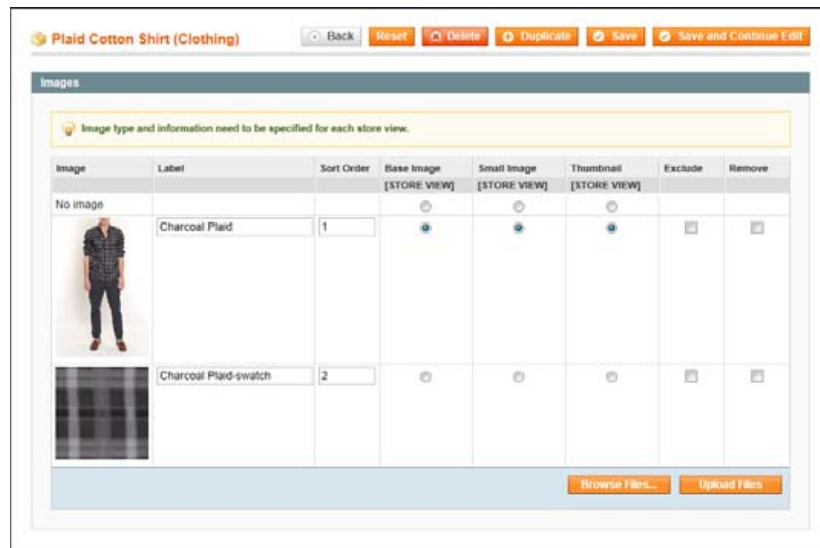 Plaid Cotton Shirt (Clothing) Back Reset Delete Duplicate Save Save and Continue Edit
Images
Image type and information need to be specified for each store view.
Image Label Sort Order Base Image Small Image Thumbnail Exclude Remove
[STORE VIEW] [STORE VIEW] [STORE VIEW]
No image
Charcoal Plaid 1
Charcoal Plaid-swatch 2
Browse Files... Upload Files